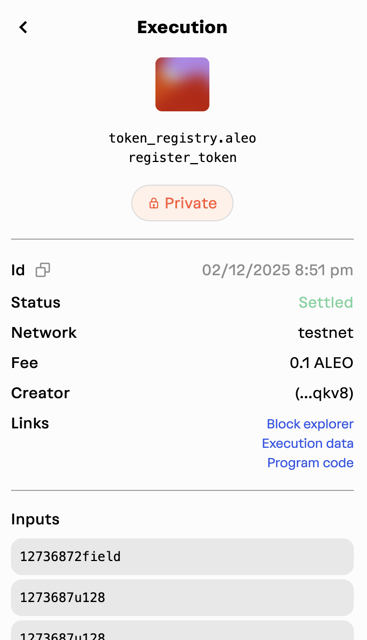 Execution
token_registry.aleo
register_token
Private
Id 02/12/2025 8:51 pm
Status Settled
Network testnet
Fee 0.1 ALEO
Creator (...qkv8)
Links Block explorer
Execution data
Program code
Inputs
12736872field
1273687u128
1273687u128